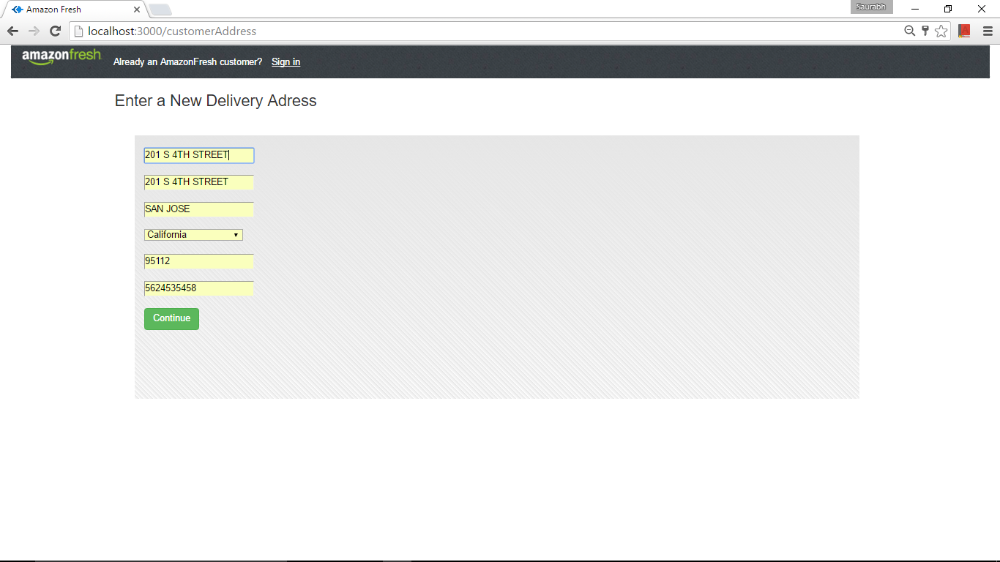 Amazon Fresh
Saurabh
localhost:3000/customerAddress
amazonfresh
Already an AmazonFresh customer? Sign in
Enter a New Delivery Adress
201 S 4TH STREET
201 S 4TH STREET
SAN JOSE
California
95112
5624535458
Continue